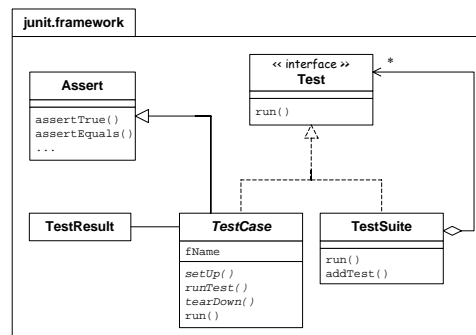 junit.framework
<< interface >>
Test
*
run()
Assert
assertTrue()
assertEquals()
...
TestResult
TestCase
fName
setUp()
runTest()
tearDown()
run()
TestSuite
run()
addTest()